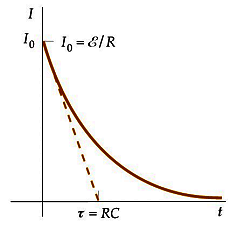 I
I₀ I₀ = ℰ/R
τ = RC
t